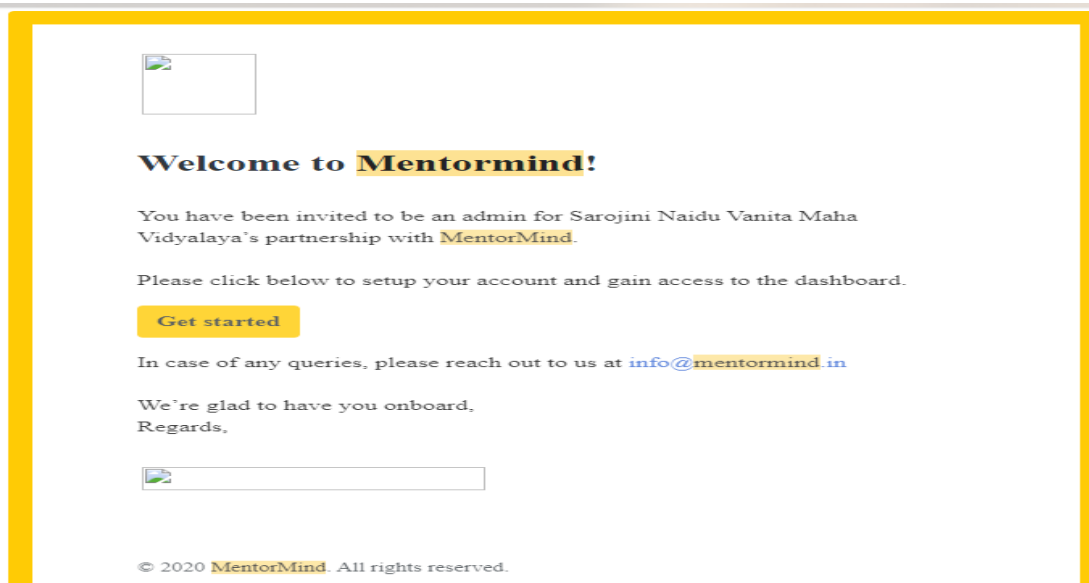 Welcome to Mentormind!
You have been invited to be an admin for Sarojini Naidu Vanita Maha
Vidyalaya's partnership with MentorMind.
Please click below to setup your account and gain access to the dashboard.
Get started
In case of any queries, please reach out to us at info@mentormind.in
We're glad to have you onboard,
Regards,
© 2020 MentorMind. All rights reserved.